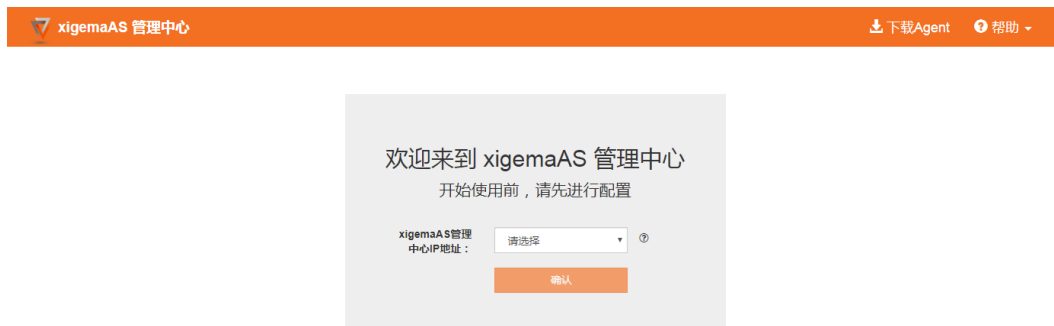 xigemaAS 管理中心
下载Agent
帮助
欢迎来到 xigemaAS 管理中心
开始使用前，请先进行配置
xigemaAS管理
中心IP地址：
请选择
确认